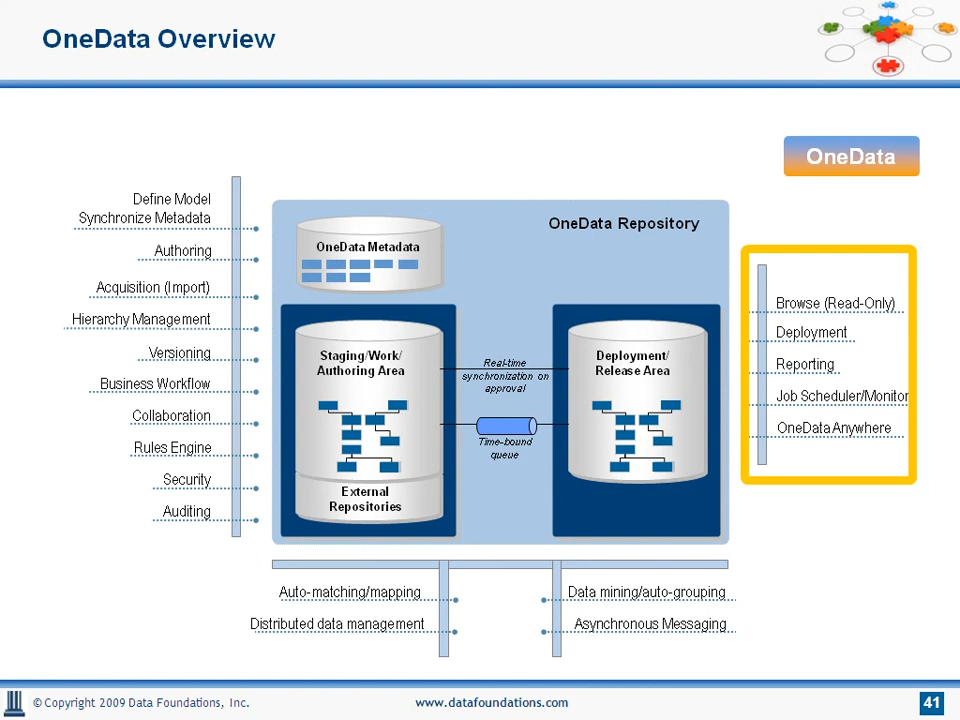 OneData Overview
OneData
Define Model
Synchronize Metadata
Authoring
Acquisition (Import)
Hierarchy Management
Versioning
Business Workflow
Collaboration
Rules Engine
Security
Auditing
OneData Repository
OneData Metadata
Staging/Work/
Authoring Area
External
Repositories
Real-time
synchronization on
approval
Time-bound
queue
Deployment/
Release Area
Browse (Read-Only)
Deployment
Reporting
Job Scheduler/Monitor
OneData Anywhere
Auto-matching/mapping
Distributed data management
Data mining/auto-grouping
Asynchronous Messaging
© Copyright 2009 Data Foundations, Inc.
www.datafoundations.com
41